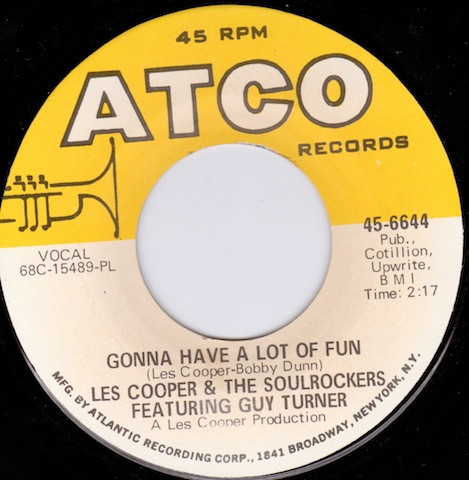 45 RPM
ATCO
RECORDS
VOCAL
68C-15489-PL
45-6644
Pub.,
Cotillion,
Upwrite,
BMI
Time: 2:17
GONNA HAVE A LOT OF FUN
(Les Cooper-Bobby Dunn)
LES COOPER & THE SOULROCKERS
FEATURING GUY TURNER
A Les Cooper Production
MFG. BY ATLANTIC RECORDING CORP., 1841 BROADWAY, NEW YORK, N.Y.